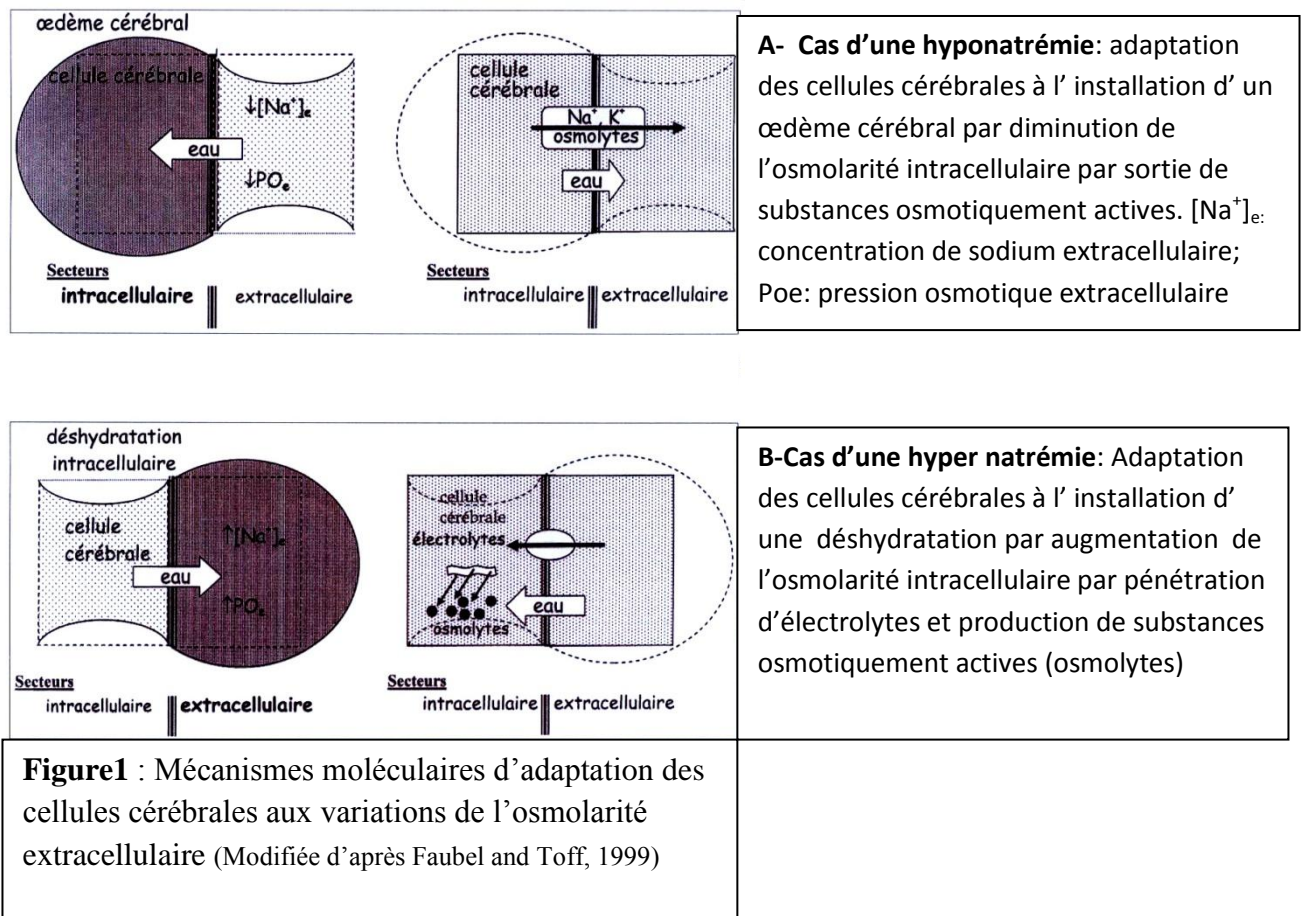 œdème cérébral
cellule cérébrale
↓[Na⁺]ₑ
eau
↓POₑ
Secteurs
intracellulaire extracellulaire
cellule
cérébrale
Na⁺, K⁺
osmolytes
eau
Secteurs
intracellulaire extracellulaire
A- Cas d’une hyponatrémie: adaptation
des cellules cérébrales à l’ installation d’ un
œdème cérébral par diminution de
l’osmolarité intracellulaire par sortie de
substances osmotiquement actives. [Na⁺]ₑ:
concentration de sodium extracellulaire;
Poe: pression osmotique extracellulaire
déshydratation
intracellulaire
cellule
cérébrale
↑[Na⁺]ₑ
eau
↑POₑ
Secteurs
intracellulaire extracellulaire
cellule
cérébrale
électrolytes
eau
osmolytes
Secteurs
intracellulaire extracellulaire
B-Cas d’une hyper natrémie: Adaptation
des cellules cérébrales à l’ installation d’
une déshydratation par augmentation de
l’osmolarité intracellulaire par pénétration
d’électrolytes et production de substances
osmotiquement actives (osmolytes)
Figure1 : Mécanismes moléculaires d’adaptation des
cellules cérébrales aux variations de l’osmolarité
extracellulaire (Modifiée d’après Faubel and Toff, 1999)